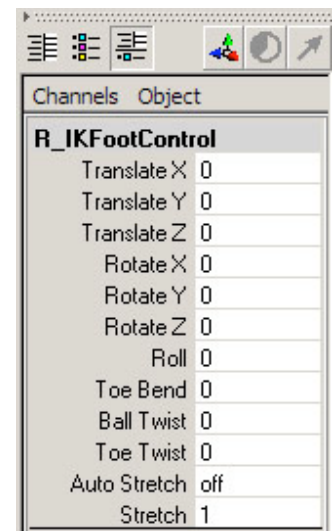 Channels Object
R_IKFootControl
Translate X 0
Translate Y 0
Translate Z 0
Rotate X 0
Rotate Y 0
Rotate Z 0
Roll 0
Toe Bend 0
Ball Twist 0
Toe Twist 0
Auto Stretch off
Stretch 1